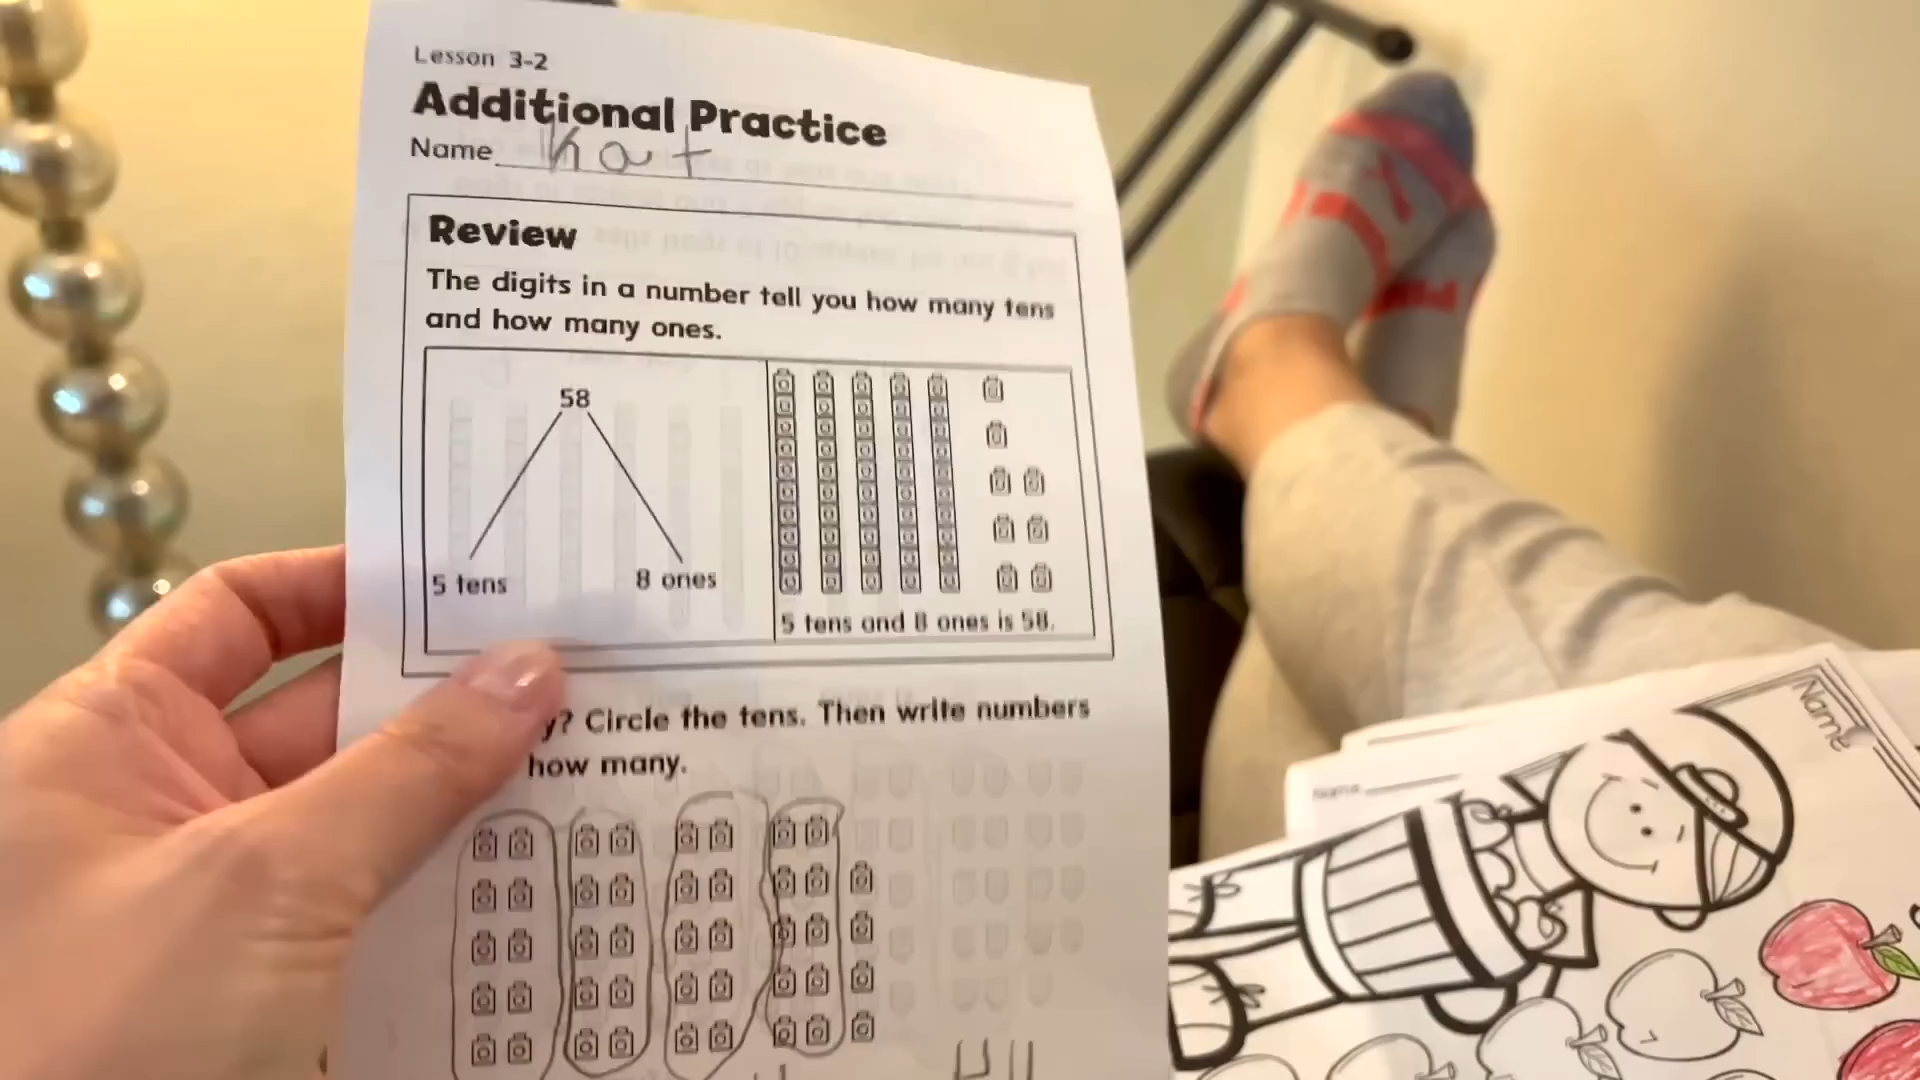 Lesson 3-2
Additional Practice
Name Kat
Review
The digits in a number tell you how many tens
and how many ones.
58
5 tens
8 ones
5 tens and 8 ones is 58.
? Circle the tens. Then write numbers
how many.
Name
Name